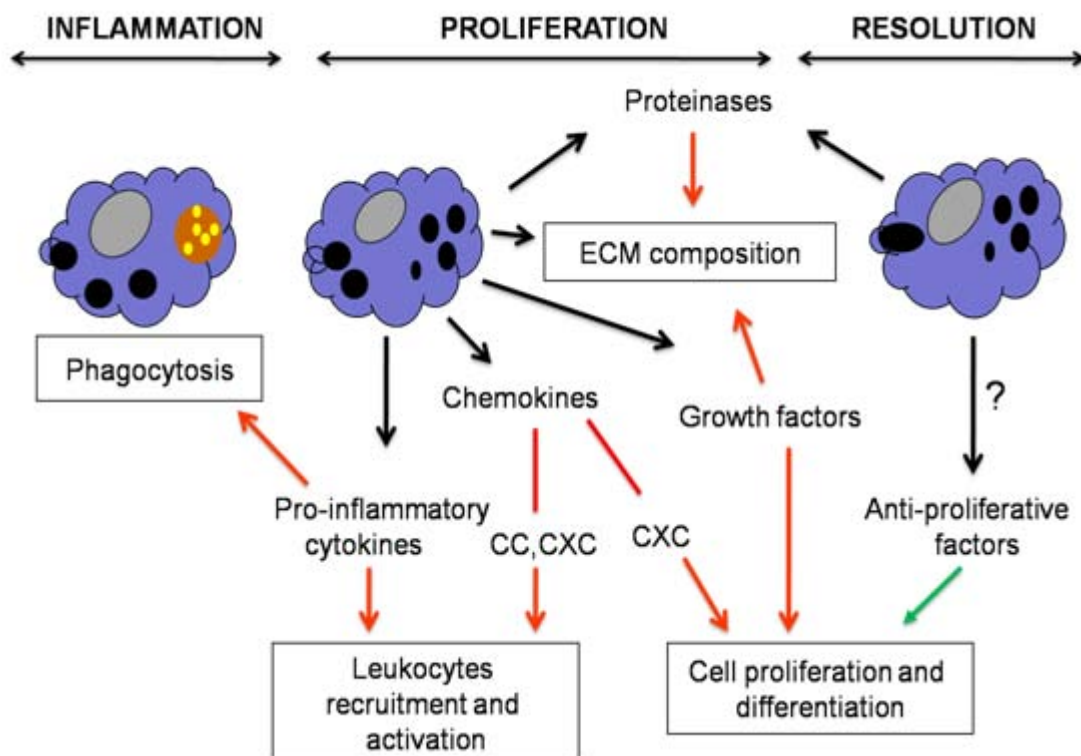 INFLAMMATION
PROLIFERATION
RESOLUTION
Proteinases
ECM composition
Phagocytosis
Chemokines
Growth factors
?
Pro-inflammatory
cytokines
CC,CXC
CXC
Anti-proliferative
factors
Leukocytes
recruitment and
activation
Cell proliferation and
differentiation